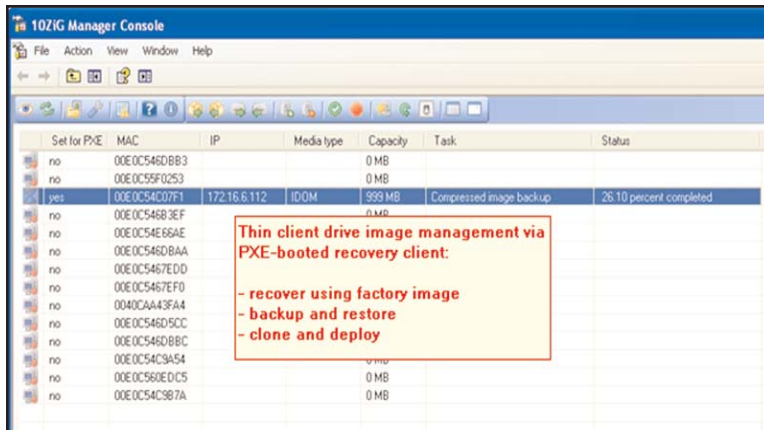 10ZiG Manager Console
File Action View Window Help
Set for PXE MAC IP Media type Capacity Task Status
no 00E0C546DBB3 0 MB
no 00E0C55F0253 0 MB
yes 00E0C54C07F1 172.16.6.112 IDOM 999 MB Compressed image backup 26.10 percent completed
no 00E0C546B3EF 0 MB
no 00E0C54E66AE
no 00E0C546DBAA
no 00E0C5467EDD
no 00E0C5467EF0
no 0040CAA43FA4
no 00E0C546D5CC
no 00E0C546DBBC
no 00E0C54C9A54 0 MB
no 00E0C560EDC5 0 MB
no 00E0C54C9B7A 0 MB
Thin client drive image management via
PXE-booted recovery client:
- recover using factory image
- backup and restore
- clone and deploy